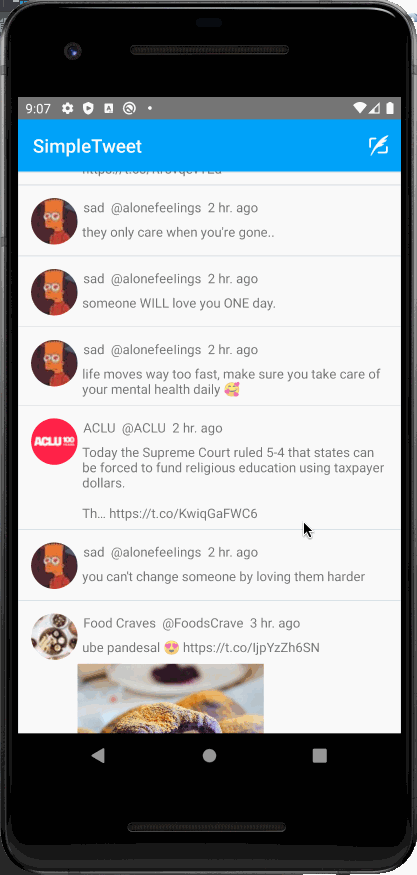 9:07
SimpleTweet
sad @alonefeelings 2 hr. ago
they only care when you're gone..
sad @alonefeelings 2 hr. ago
someone WILL love you ONE day.
sad @alonefeelings 2 hr. ago
life moves way too fast, make sure you take care of
your mental health daily 🥰
ACLU 100
ACLU @ACLU 2 hr. ago
Today the Supreme Court ruled 5-4 that states can
be forced to fund religious education using taxpayer
dollars.
Th... https://t.co/KwiqGaFWC6
sad @alonefeelings 2 hr. ago
you can't change someone by loving them harder
Food Craves @FoodsCrave 3 hr. ago
ube pandesal 😍 https://t.co/IjpYzZh6SN